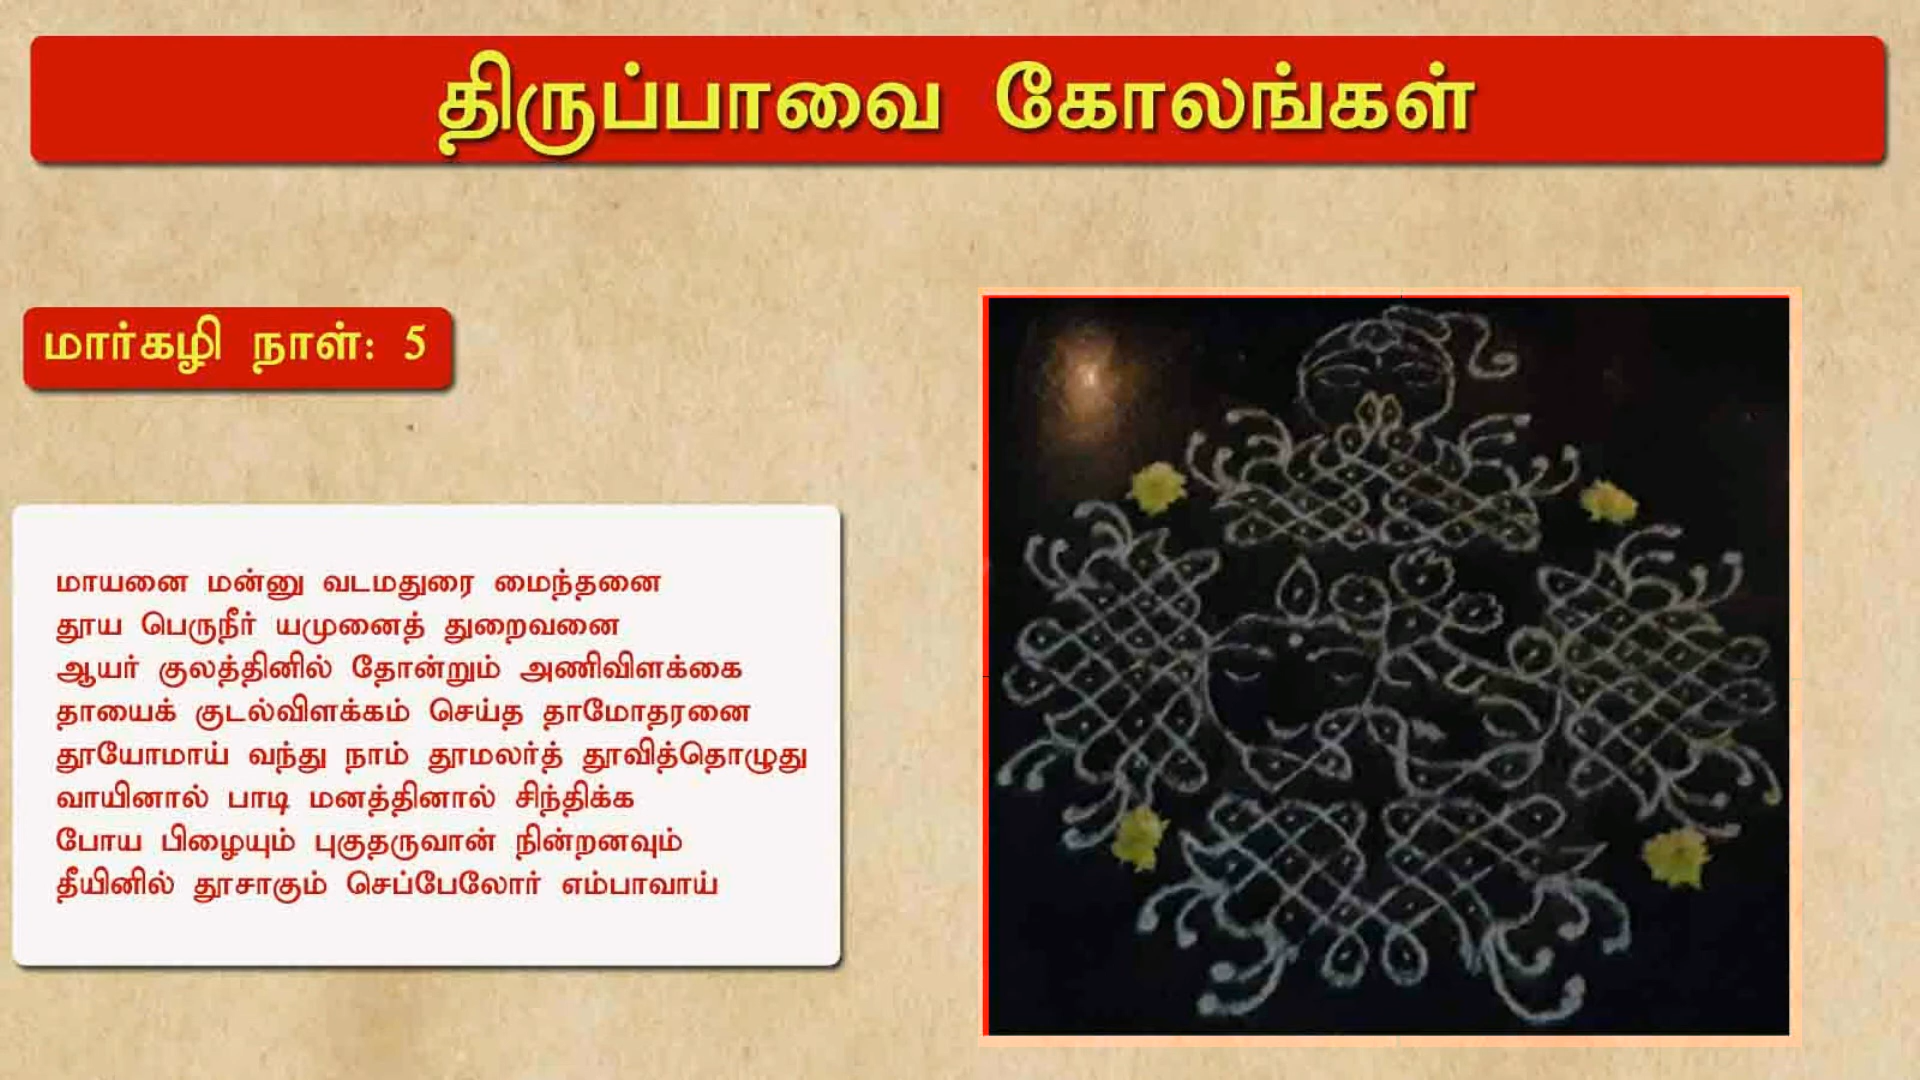 திருப்பாவை கோலங்கள்
மார்கழி நாள்: 5
மாயனை மன்னு வடமதுரை மைந்தனை
தூய பெருநீர் யமுனைத் துறைவனை
ஆயர் குலத்தினில் தோன்றும் அணிவிளக்கை
தாயைக் குடல்விளக்கம் செய்த தாமோதரனை
தூயோமாய் வந்து நாம் தூமலர்த் தூவித்தொழுது
வாயினால் பாடி மனத்தினால் சிந்திக்க
போய பிழையும் புகுதருவான் நின்றனவும்
தீயினில் தூசாகும் செப்பேலோர் எம்பாவாய்